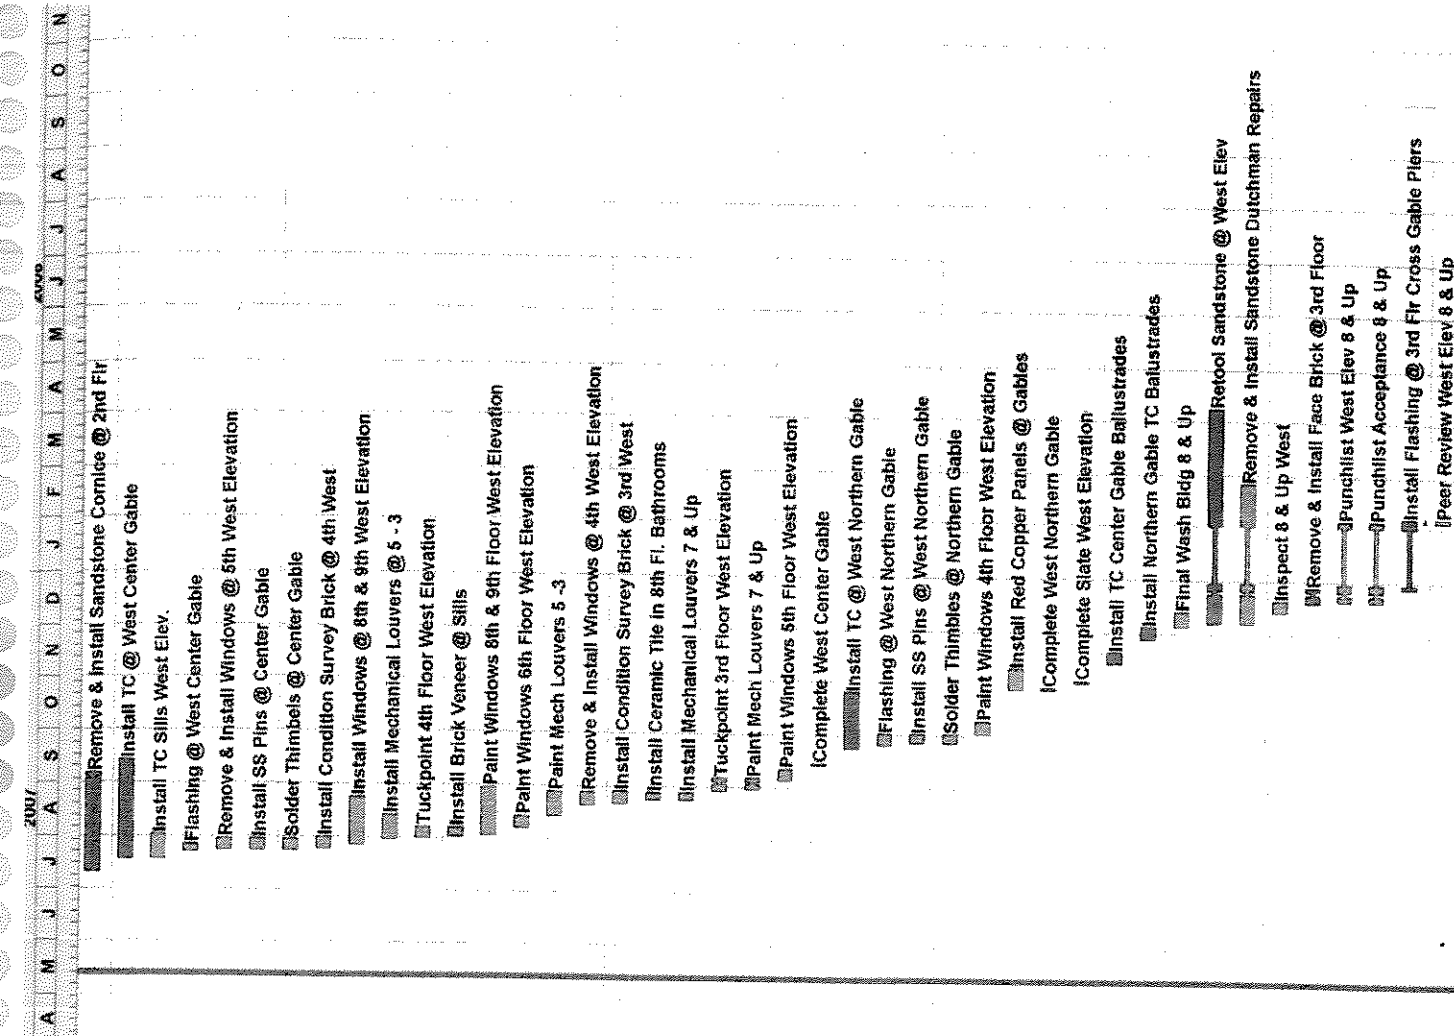 2007
2008
A M J J A S O N D J F M A M J J A S O N
Remove & Install Sandstone Cornice @ 2nd Flr
Install TC @ West Center Gable
Install TC Sills West Elev.
Flashing @ West Center Gable
Remove & Install Windows @ 5th West Elevation
Install SS Pins @ Center Gable
Solder Thimbels @ Center Gable
Install Condition Survey Brick @ 4th West
Install Windows @ 8th & 9th West Elevation
Install Mechanical Louvers @ 5 - 3
Tuckpoint 4th Floor West Elevation
Install Brick Veneer @ Sills
Paint Windows 8th & 9th Floor West Elevation
Paint Windows 6th Floor West Elevation
Paint Mech Louvers 5 -3
Remove & Install Windows @ 4th West Elevation
Install Condition Survey Brick @ 3rd West
Install Ceramic Tile in 8th Fl. Bathrooms
Install Mechanical Louvers 7 & Up
Tuckpoint 3rd Floor West Elevation
Paint Mech Louvers 7 & Up
Paint Windows 5th Floor West Elevation
Complete West Center Gable
Install TC @ West Northern Gable
Flashing @ West Northern Gable
Install SS Pins @ West Northern Gable
Solder Thimbles @ Northern Gable
Paint Windows 4th Floor West Elevation
Install Red Copper Panels @ Gables
Complete West Northern Gable
Complete Slate West Elevation
Install TC Center Gable Ballustrades
Install Northern Gable TC Balustrades
Final Wash Bldg 8 & Up
Retool Sandstone @ West Elev
Remove & Install Sandstone Dutchman Repairs
Inspect 8 & Up West
Remove & Install Face Brick @ 3rd Floor
Punchlist West Elev 8 & Up
Punchlist Acceptance 8 & Up
Install Flashing @ 3rd Flr Cross Gable Piers
Peer Review West Elev 8 & Up